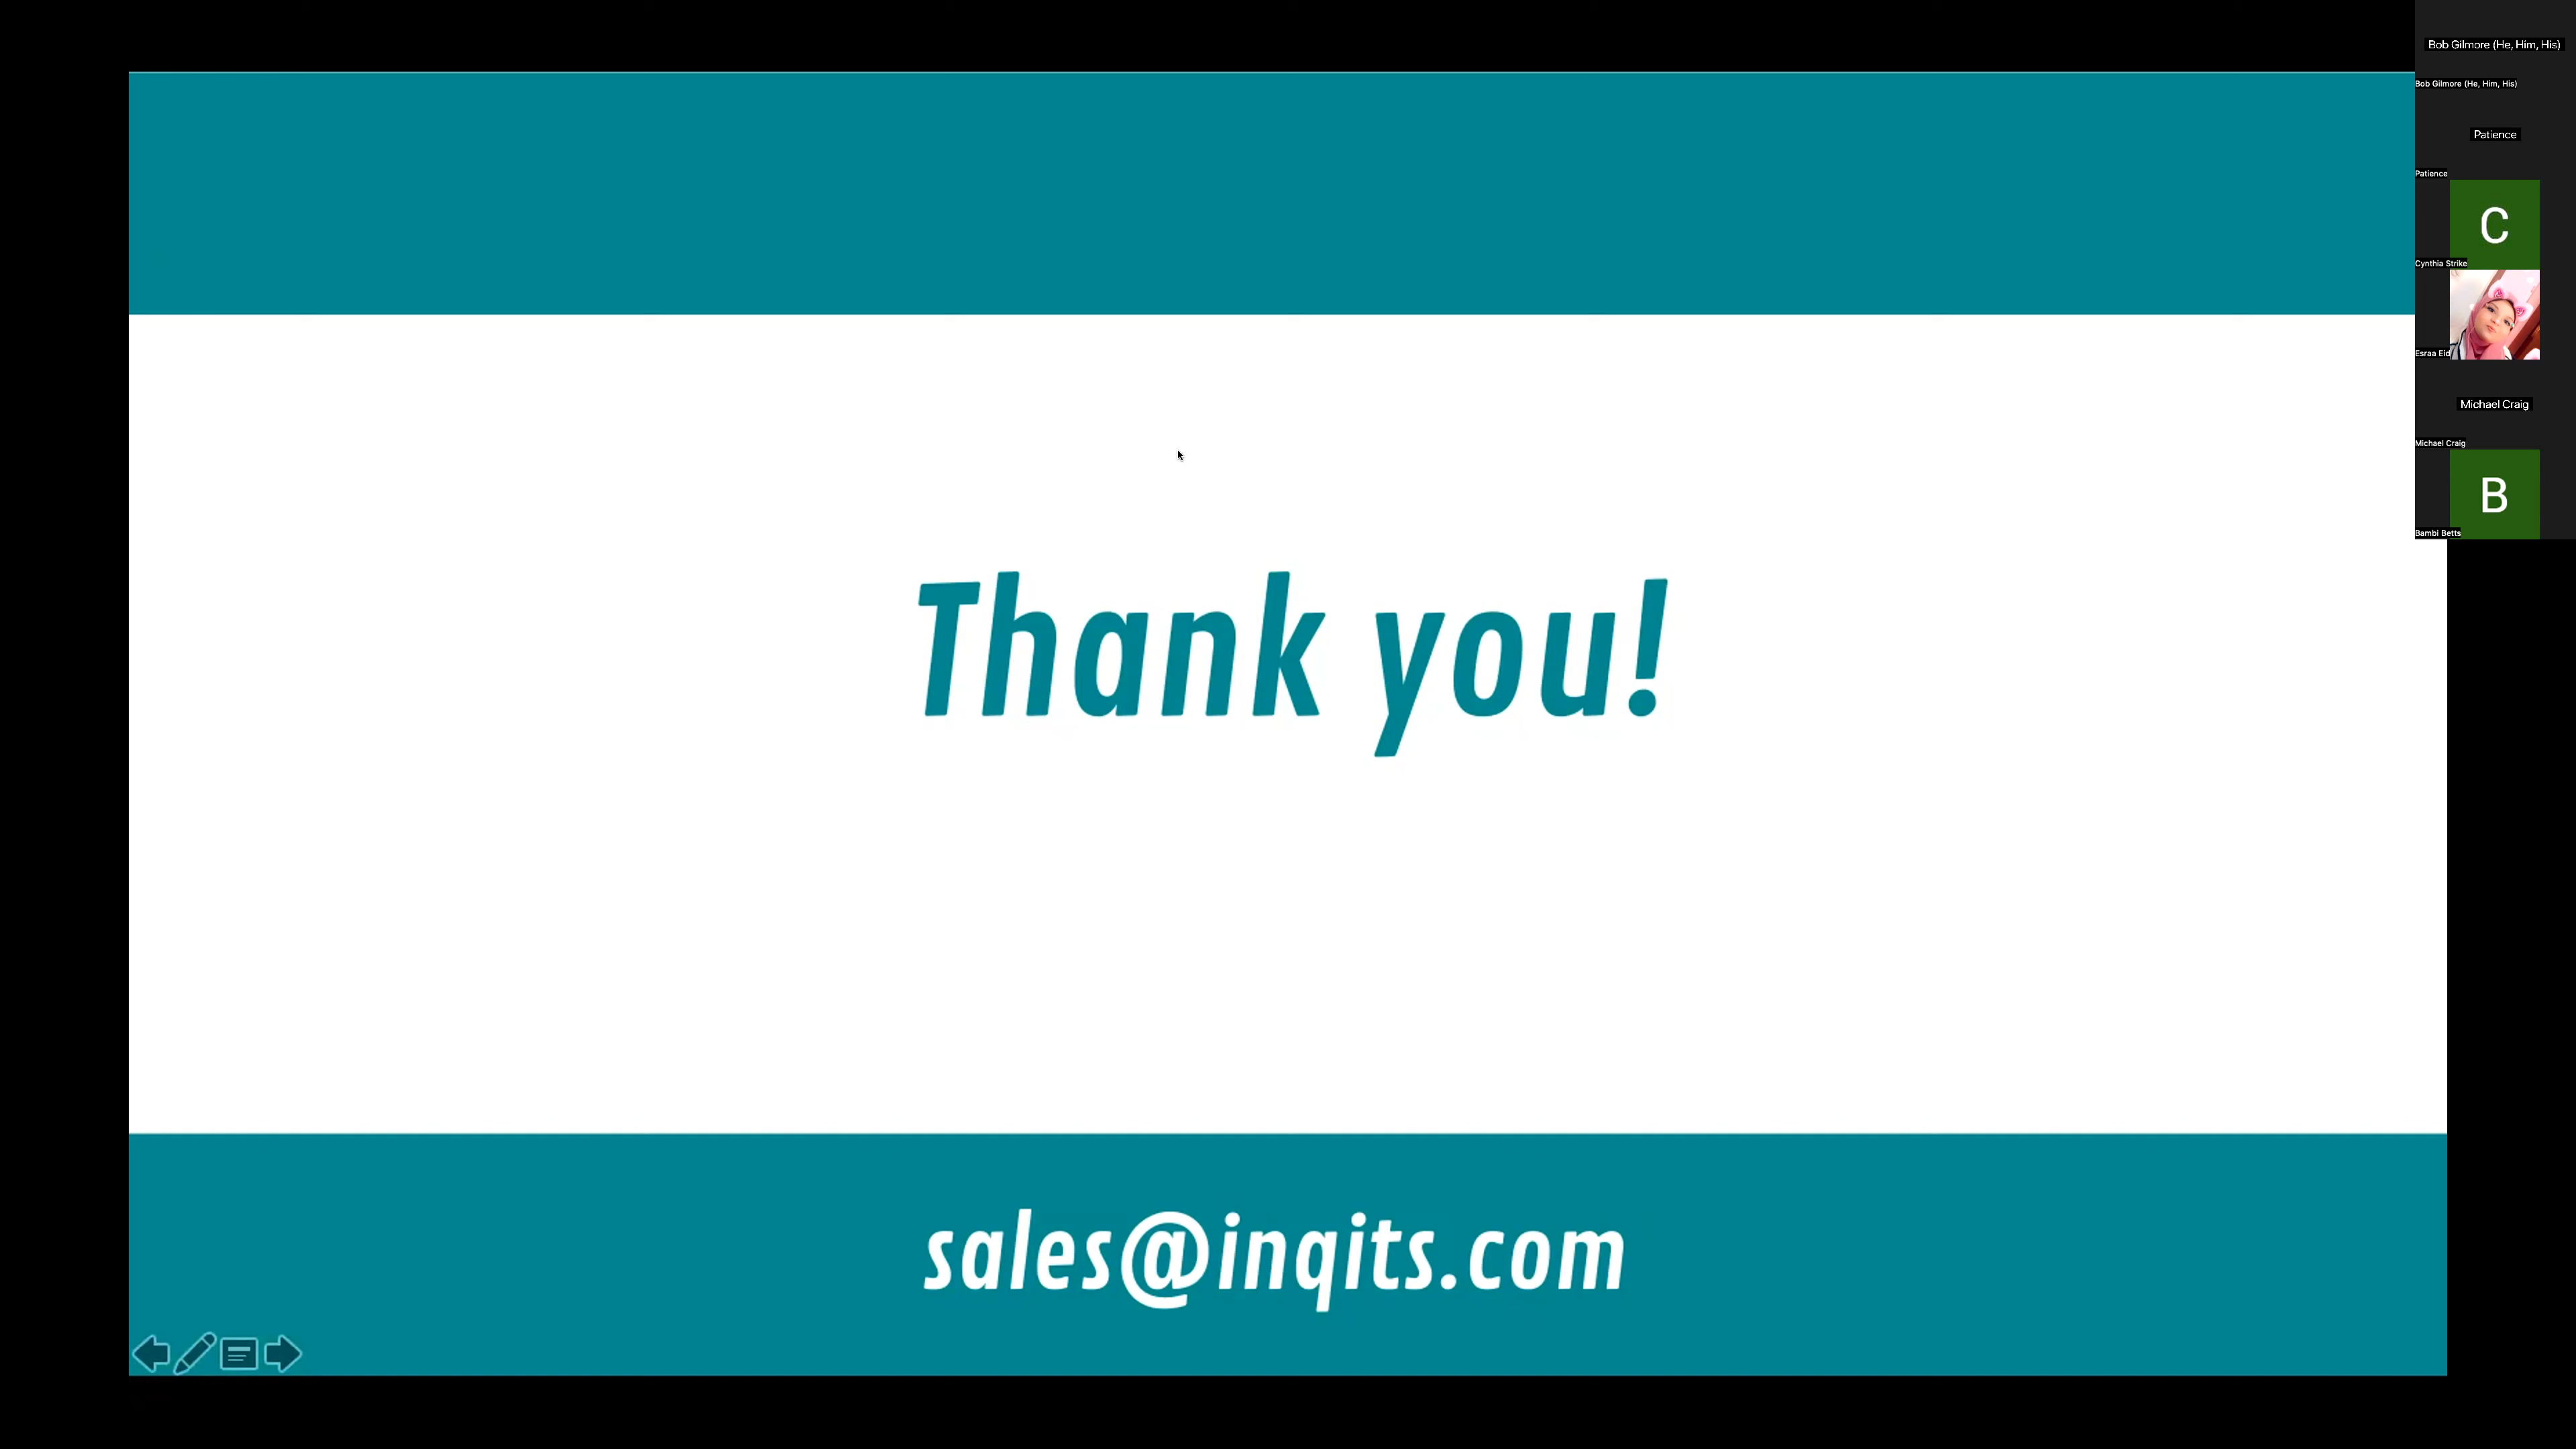 Bob Gilmore (He, Him, His)
Bob Gilmore (He, Him, His)
Patience
Patience
C
Cynthia Strike
Esraa Eid
Michael Craig
Michael Craig
B
Bambi Betts
Thank you!
sales@inqits.com